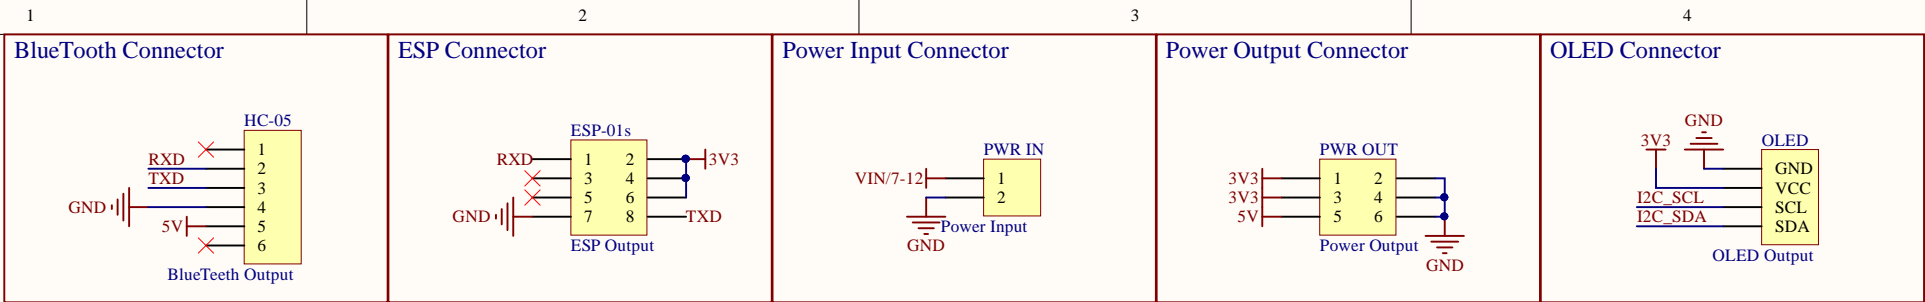 1 2 3 4
BlueTooth Connector
HC-05
1
RXD 2
TXD 3
GND 4
5V 5
6
BlueTeeth Output
ESP Connector
ESP-01s
RXD 1 2 3V3
3 4
5 6
GND 7 8 TXD
ESP Output
Power Input Connector
PWR IN
VIN/7-12 1
2
GND
Power Input
Power Output Connector
PWR OUT
3V3 1 2
3V3 3 4
5V 5 6
Power Output
GND
OLED Connector
GND
3V3 OLED
GND
VCC
I2C_SCL SCL
I2C_SDA SDA
OLED Output